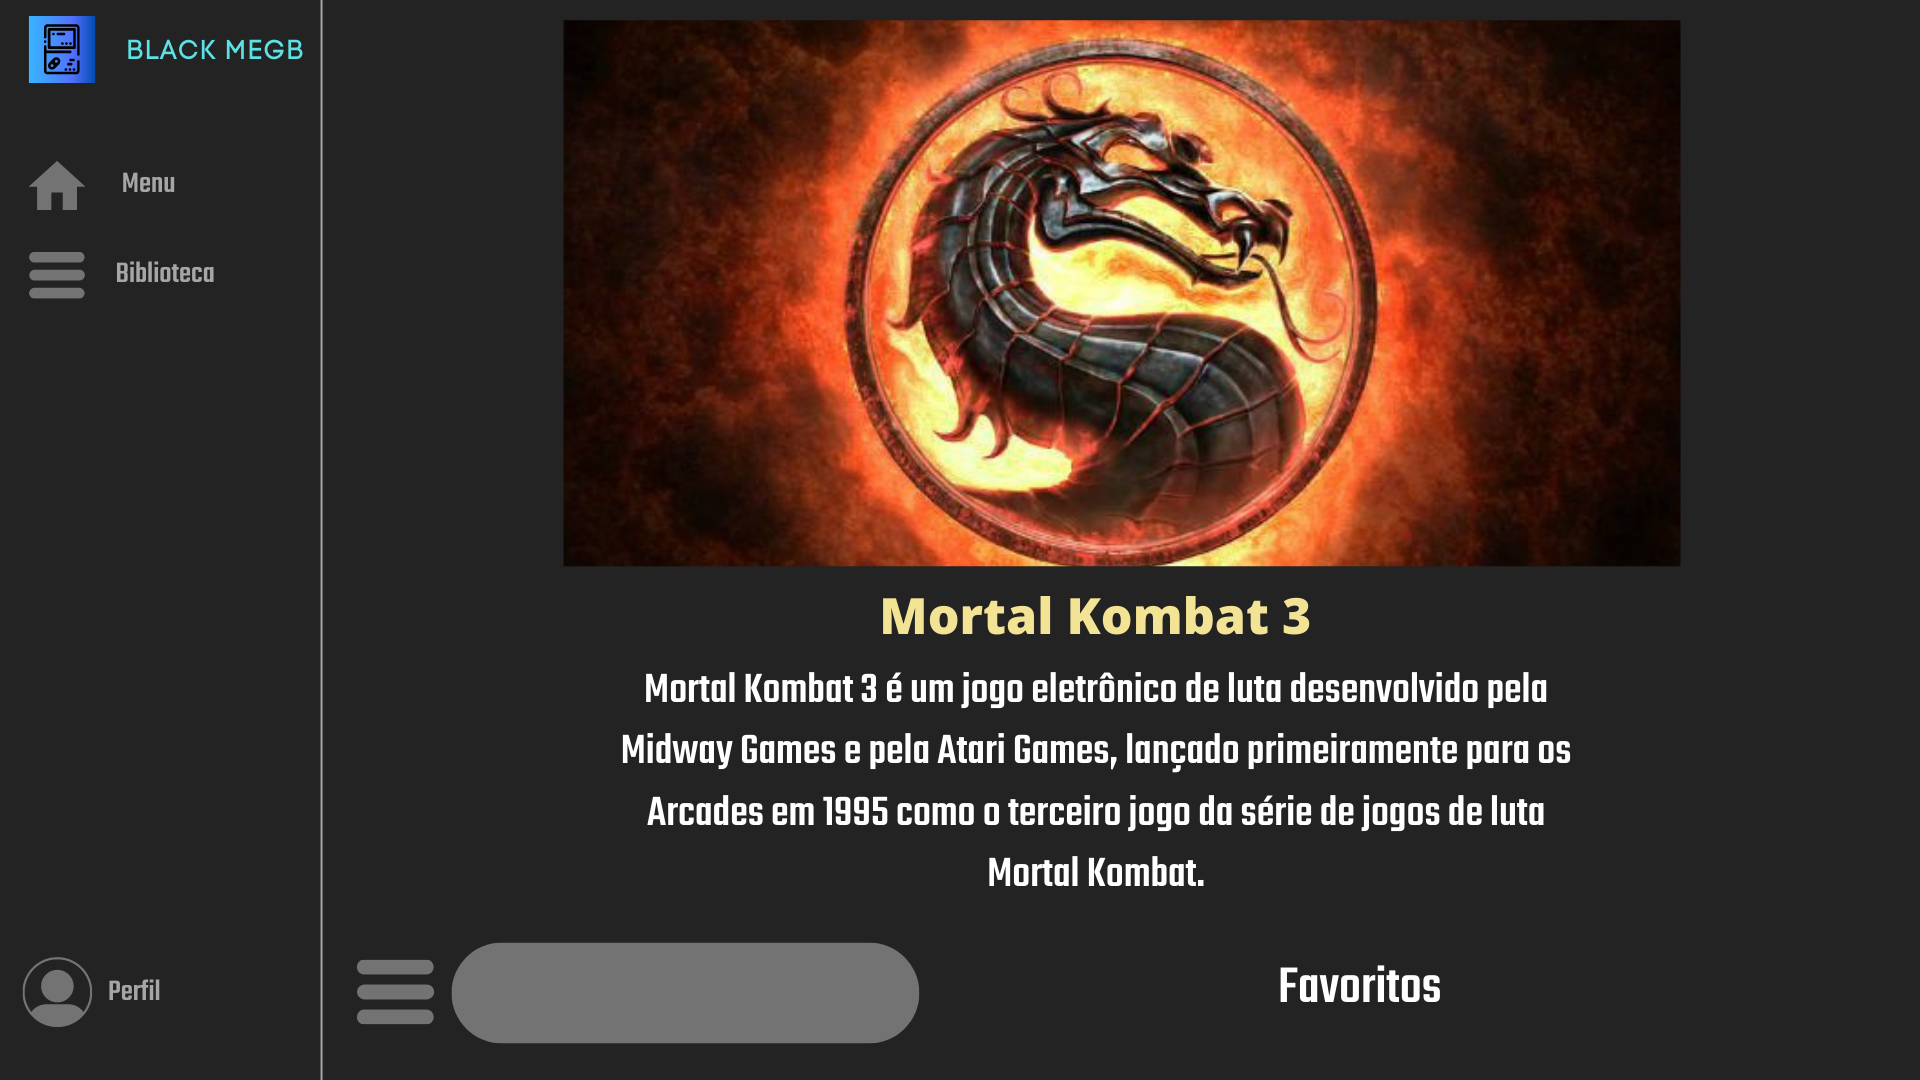 BLACK MEGB
Menu
Biblioteca
Mortal Kombat 3
Mortal Kombat 3 é um jogo eletrônico de luta desenvolvido pela
Midway Games e pela Atari Games, lançado primeiramente para os
Arcades em 1995 como o terceiro jogo da série de jogos de luta
Mortal Kombat.
Perfil
Favoritos